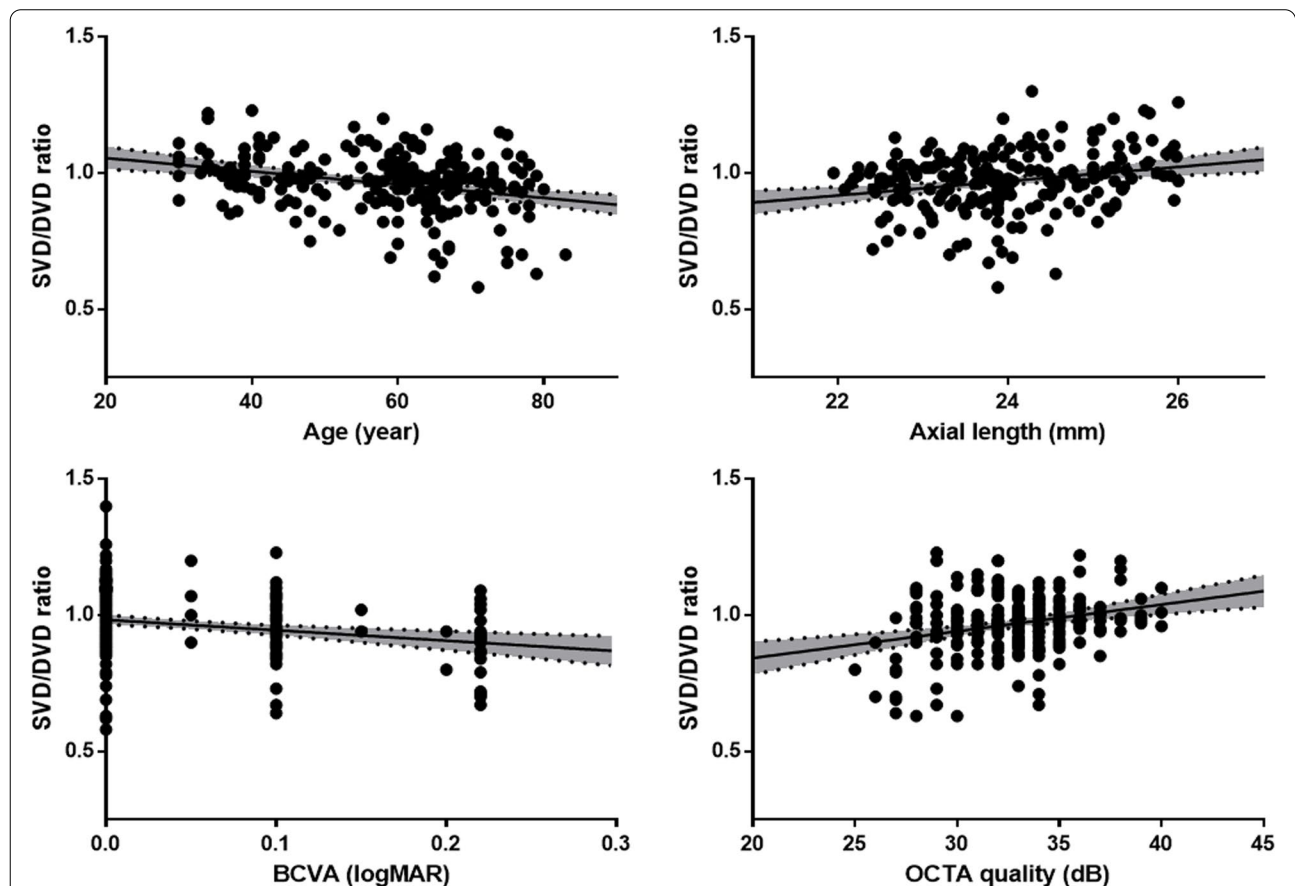 1.5
1.0
0.5
SVD/DVD ratio
20 40 60 80
Age (year)
1.5
1.0
0.5
SVD/DVD ratio
22 24 26
Axial length (mm)
1.5
1.0
0.5
SVD/DVD ratio
0.0 0.1 0.2 0.3
BCVA (logMAR)
1.5
1.0
0.5
SVD/DVD ratio
20 25 30 35 40 45
OCTA quality (dB)